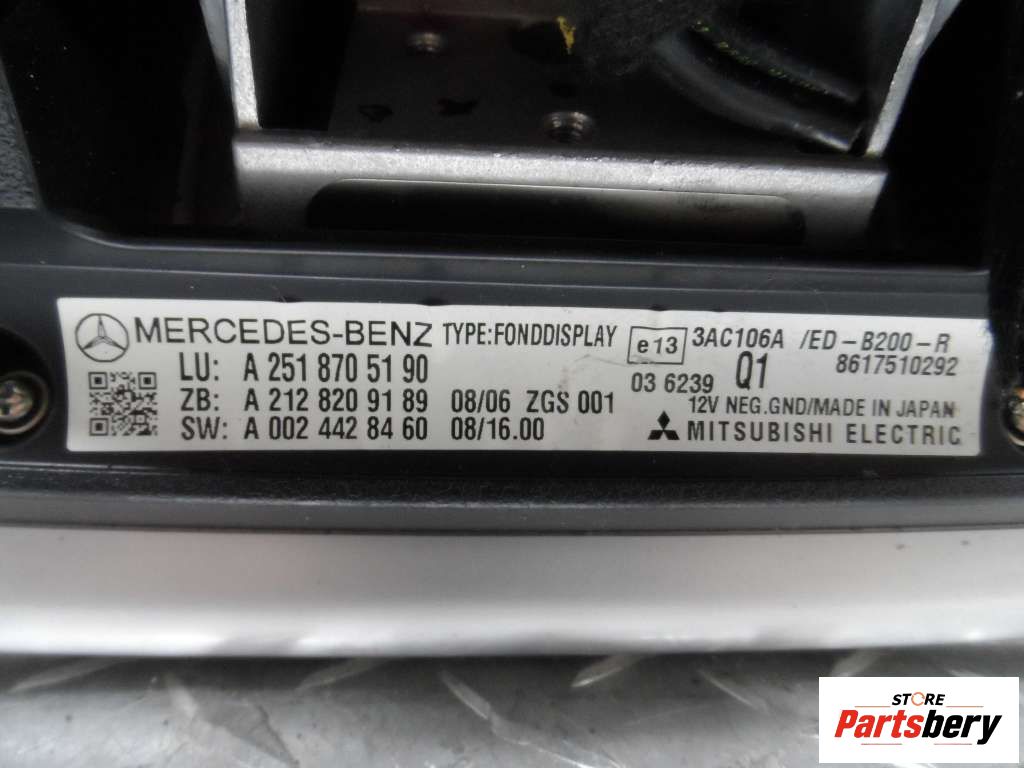 MERCEDES-BENZ TYPE:FONDDISPLAY e13 3AC106A /ED-B200-R
LU: A 251 870 51 90 03 6239 Q1 8617510292
ZB: A 212 820 91 89 08/06 ZGS 001 12V NEG.GND/MADE IN JAPAN
SW: A 002 442 84 60 08/16.00 MITSUBISHI ELECTRIC
STORE
Partsbery